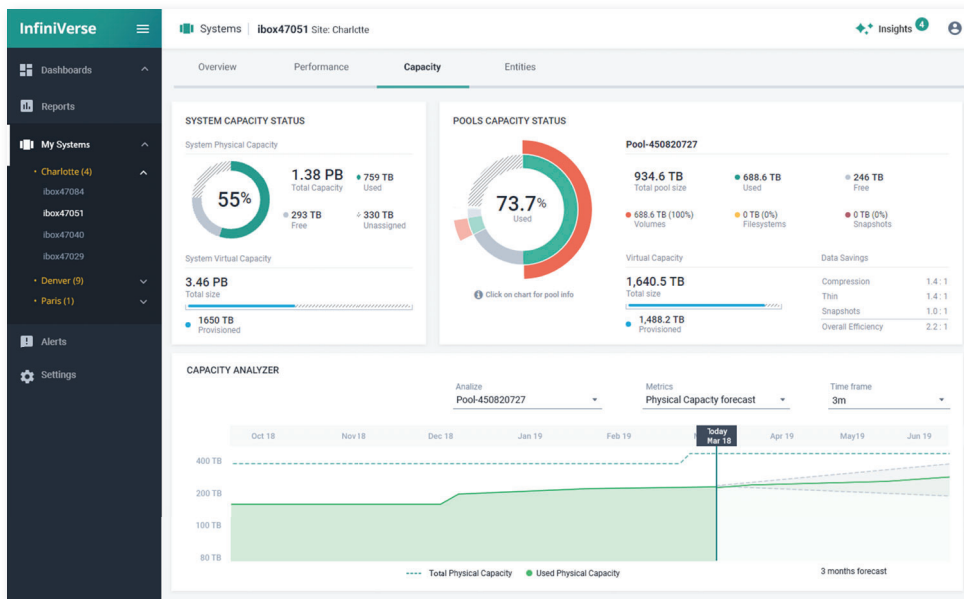 InfiniVerse
Systems | ibox47051 Site: Charlctte
Insights 4
Dashboards
Reports
My Systems
Charlotte (4)
ibox47084
ibox47051
ibox47040
ibox47029
Denver (9)
Paris (1)
Alerts
Settings
Overview Performance Capacity Entities
SYSTEM CAPACITY STATUS
System Physical Capacity
55%
1.38 PB
Total Capacity
759 TB
Used
293 TB
Free
330 TB
Unassigned
System Virtual Capacity
3.46 PB
Total size
1650 TB
Provisioned
POOLS CAPACITY STATUS
73.7%
Used
Click on chart for pool info
Pool-450820727
934.6 TB
Total pool size
688.6 TB
Used
246 TB
Free
688.6 TB (100%)
Volumes
0 TB (0%)
Filesystems
0 TB (0%)
Snapshots
Virtual Capacity
1,640.5 TB
Total size
1,488.2 TB
Provisioned
Data Savings
Compression 1.4 : 1
Thin 1.4 : 1
Snapshots 1.0 : 1
Overall Efficiency 2.2 : 1
CAPACITY ANALYZER
Analize
Pool-450820727
Metrics
Physical Capacity forecast
Time frame
3m
Oct 18 Nov18 Dec 18 Jan 19 Feb 19 Apr 19 May19 Jun 19
Today
Mar 18
400 TB
200 TB
100 TB
80 TB
Total Physical Capacity Used Physical Capacity
3 months forecast